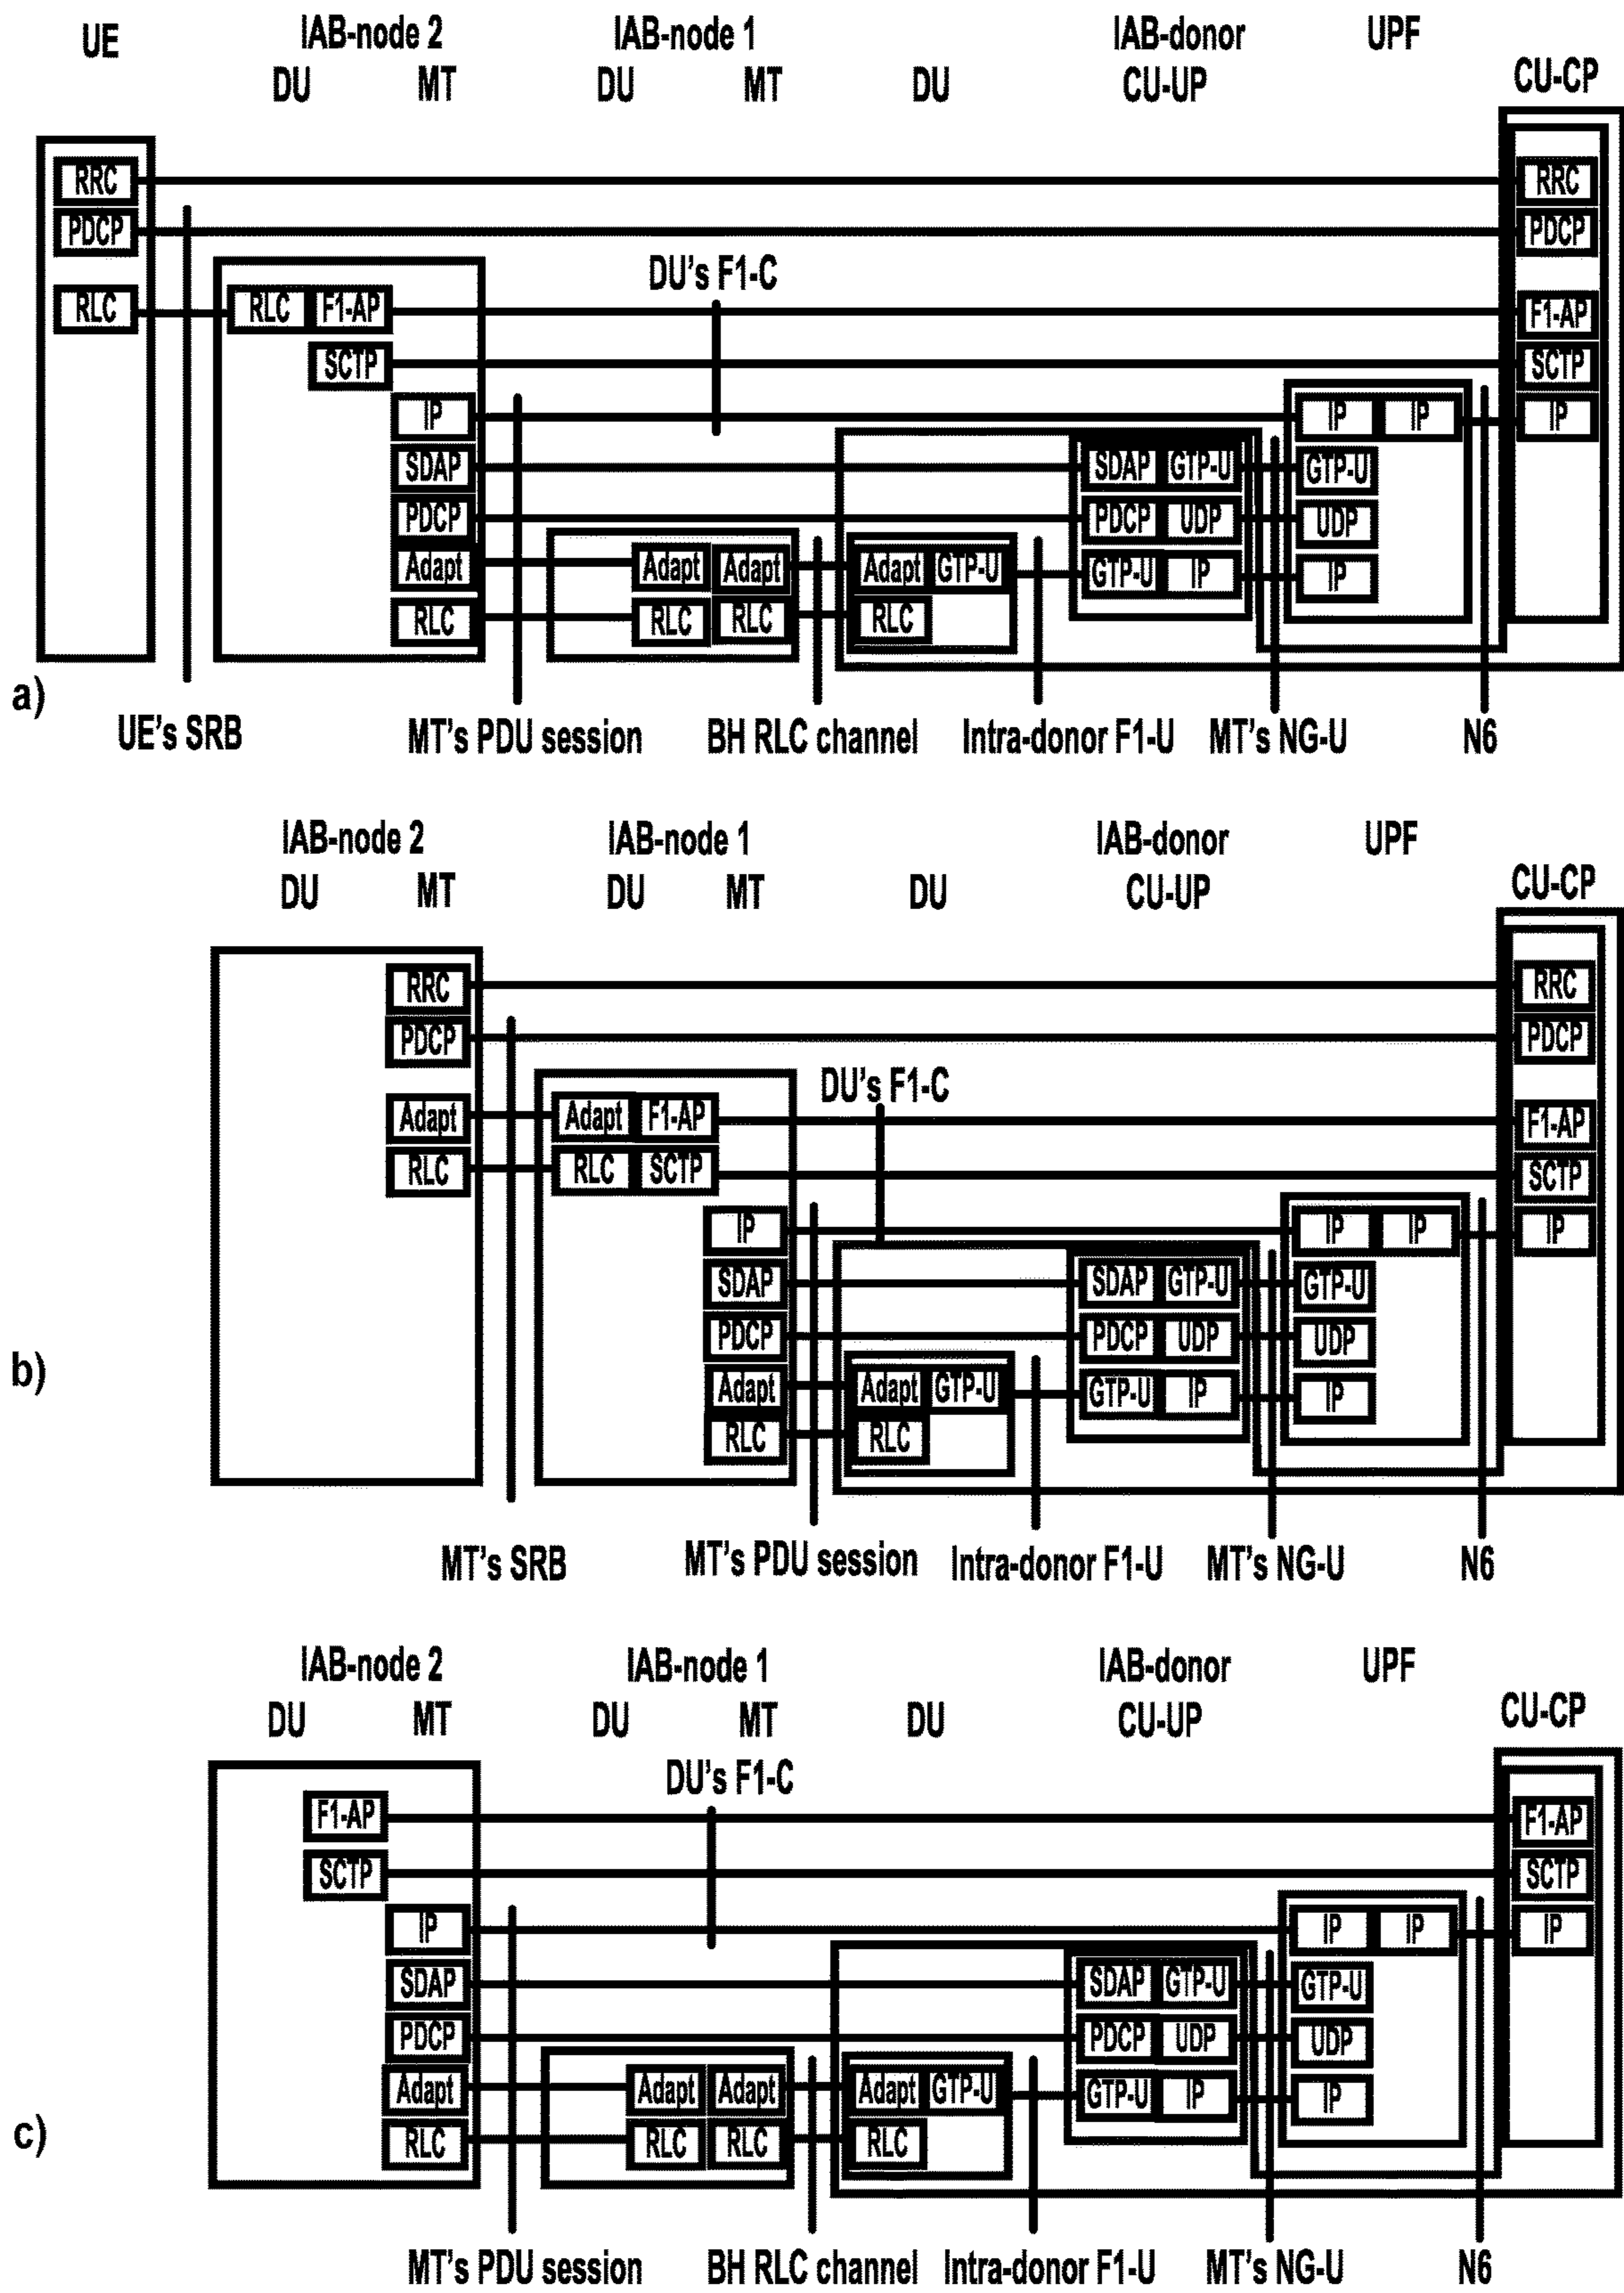 UE IAB-node 2 IAB-node 1 IAB-donor UPF
DU MT DU MT DU CU-UP CU-CP
RRC RRC
PDCP PDCP
DU's F1-C
RLC RLC F1-AP F1-AP
SCTP SCTP
IP IP IP IP
SDAP SDAP GTP-U GTP-U
PDCP PDCP UDP UDP
Adapt Adapt Adapt Adapt GTP-U GTP-U IP IP
RLC RLC RLC RLC
a)
UE's SRB MT's PDU session BH RLC channel Intra-donor F1-U MT's NG-U N6
IAB-node 2 IAB-node 1 IAB-donor UPF
DU MT DU MT DU CU-UP CU-CP
RRC RRC
PDCP PDCP
DU's F1-C
Adapt Adapt F1-AP F1-AP
RLC RLC SCTP SCTP
IP IP IP IP
SDAP SDAP GTP-U GTP-U
PDCP PDCP UDP UDP
b)
Adapt Adapt GTP-U GTP-U IP IP
RLC RLC
MT's SRB MT's PDU session Intra-donor F1-U MT's NG-U N6
IAB-node 2 IAB-node 1 IAB-donor UPF
DU MT DU MT DU CU-UP CU-CP
DU's F1-C
F1-AP F1-AP
SCTP SCTP
IP IP IP IP
SDAP SDAP GTP-U GTP-U
PDCP PDCP UDP UDP
Adapt Adapt Adapt Adapt GTP-U GTP-U IP IP
c)
RLC RLC RLC RLC
MT's PDU session BH RLC channel Intra-donor F1-U MT's NG-U N6